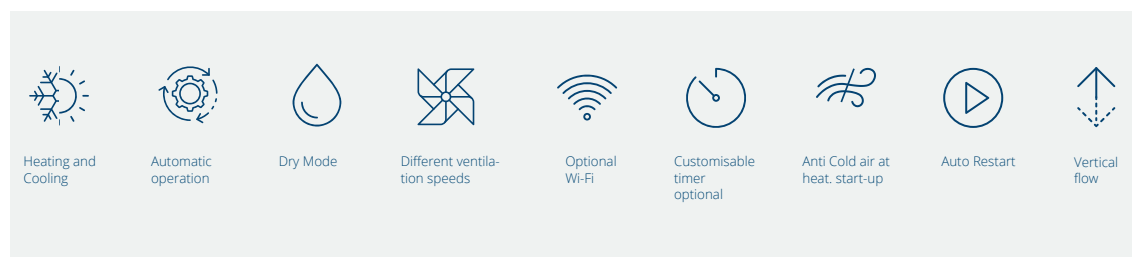 Heating and
Cooling
Automatic
operation
Dry Mode
Different ventila-
tion speeds
Optional
Wi-Fi
Customisable
timer
optional
Anti Cold air at
heat. start-up
Auto Restart
Vertical
flow